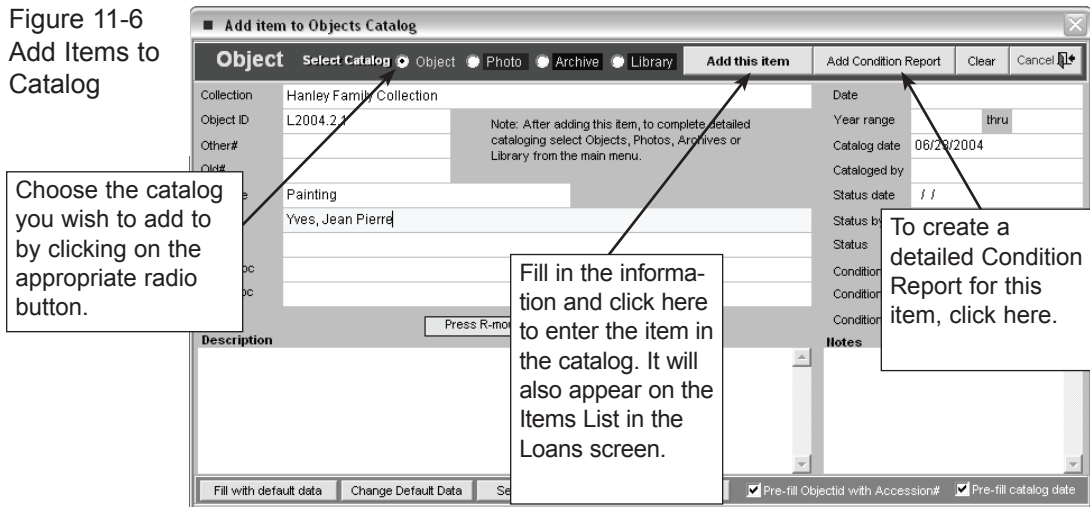 Figure 11-6
Add Items to
Catalog
Add item to Objects Catalog
Object Select Catalog Object Photo Archive Library Add this item Add Condition Report Clear Cancel
Collection Hanley Family Collection Date
Object ID L2004.2.1 Year range thru
Note: After adding this item, to complete detailed
cataloging select Objects, Photos, Archives or
Library from the main menu.
Other# Catalog date 06/23/2004
Old# Cataloged by
Painting Status date / /
Yves, Jean Pierre Status by
Status
Condition
Condition
Condition
Press R-mou
Description Notes
Choose the catalog
you wish to add to
by clicking on the
appropriate radio
button.
Fill in the informa-
tion and click here
to enter the item in
the catalog. It will
also appear on the
Items List in the
Loans screen.
To create a
detailed Condition
Report for this
item, click here.
Fill with default data Change Default Data Pre-fill Objectid with Accession# Pre-fill catalog date